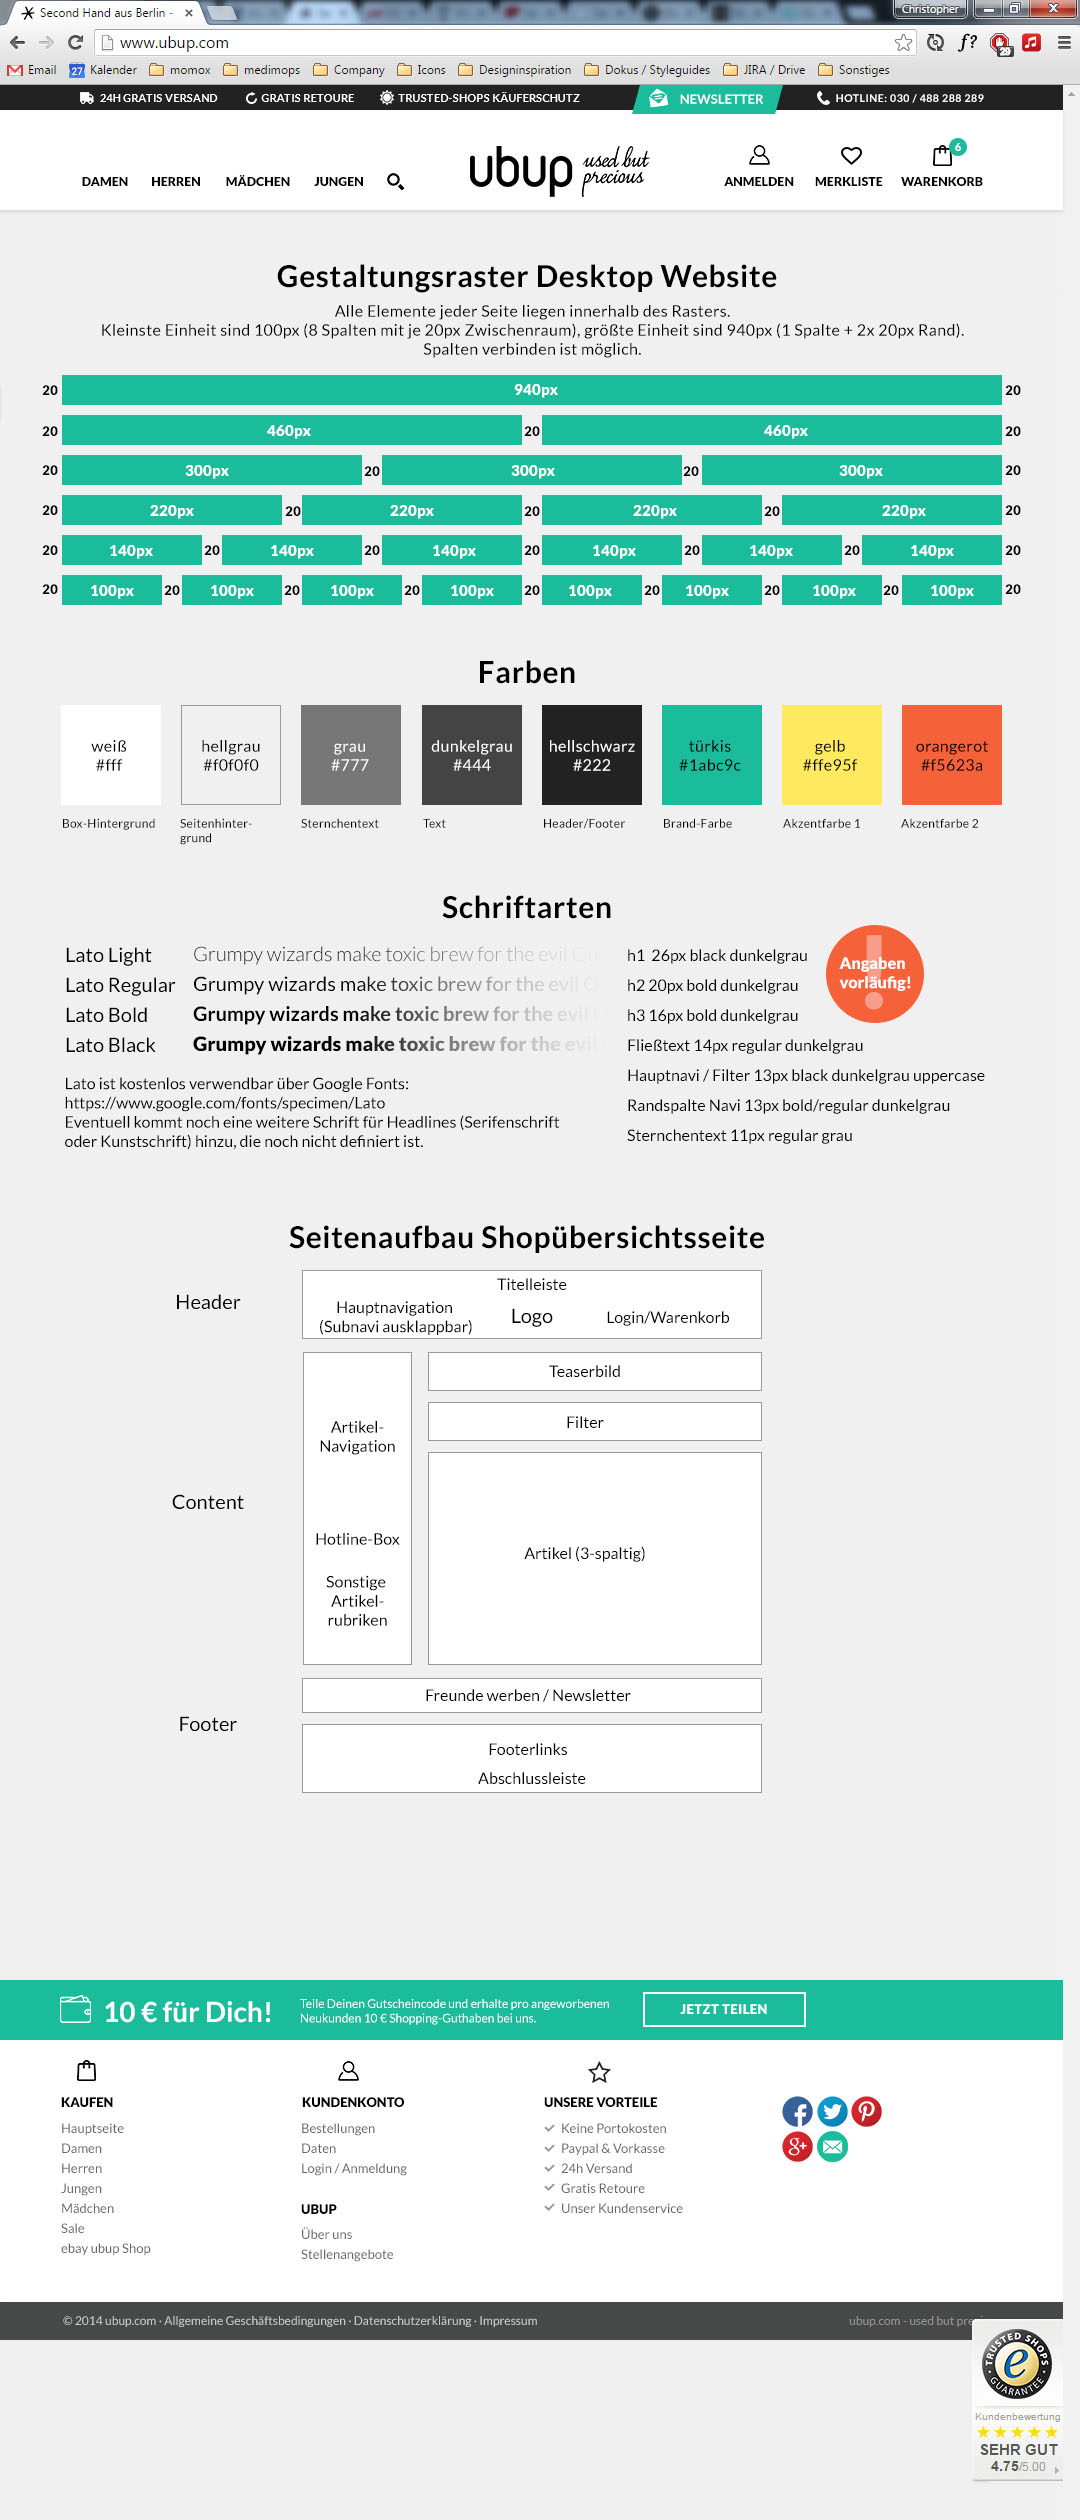 Second Hand aus Berlin -
Christopher
www.ubup.com
f?
29
Email
27 Kalender
momox
medimops
Company
Icons
Designinspiration
Dokus / Styleguides
JIRA / Drive
Sonstiges
24H GRATIS VERSAND
GRATIS RETOURE
TRUSTED-SHOPS KÄUFERSCHUTZ
NEWSLETTER
HOTLINE: 030 / 488 288 289
DAMEN
HERREN
MÄDCHEN
JUNGEN
ubup used but
precious
ANMELDEN
MERKLISTE
6
WARENKORB
Gestaltungsraster Desktop Website
Alle Elemente jeder Seite liegen innerhalb des Rasters.
Kleinste Einheit sind 100px (8 Spalten mit je 20px Zwischenraum), größte Einheit sind 940px (1 Spalte + 2x 20px Rand).
Spalten verbinden ist möglich.
20 940px 20
20 460px 20 460px 20
20 300px 20 300px 20 300px 20
20 220px 20 220px 20 220px 20 220px 20
20 140px 20 140px 20 140px 20 140px 20 140px 20 140px 20
20 100px 20 100px 20 100px 20 100px 20 100px 20 100px 20 100px 20 100px 20
Farben
weiß
#fff
Box-Hintergrund
hellgrau
#f0f0f0
Seitenhinter-
grund
grau
#777
Sternchentext
dunkelgrau
#444
Text
hellschwarz
#222
Header/Footer
türkis
#1abc9c
Brand-Farbe
gelb
#ffe95f
Akzentfarbe 1
orangerot
#f5623a
Akzentfarbe 2
Schriftarten
Lato Light Grumpy wizards make toxic brew for the evil Qu
Lato Regular Grumpy wizards make toxic brew for the evil Q
Lato Bold Grumpy wizards make toxic brew for the evil Q
Lato Black Grumpy wizards make toxic brew for the evil
Lato ist kostenlos verwendbar über Google Fonts:
https://www.google.com/fonts/specimen/Lato
Eventuell kommt noch eine weitere Schrift für Headlines (Serifenschrift
oder Kunstschrift) hinzu, die noch nicht definiert ist.
h1 26px black dunkelgrau
h2 20px bold dunkelgrau
h3 16px bold dunkelgrau
Fließtext 14px regular dunkelgrau
Hauptnavi / Filter 13px black dunkelgrau uppercase
Randspalte Navi 13px bold/regular dunkelgrau
Sternchentext 11px regular grau
!
Angaben
vorläufig!
Seitenaufbau Shopübersichtsseite
Header
Titelleiste
Hauptnavigation
(Subnavi ausklappbar)
Logo
Login/Warenkorb
Content
Artikel-
Navigation
Hotline-Box
Sonstige
Artikel-
rubriken
Teaserbild
Filter
Artikel (3-spaltig)
Footer
Freunde werben / Newsletter
Footerlinks
Abschlussleiste
10 € für Dich!
Teile Deinen Gutscheincode und erhalte pro angeworbenen
Neukunden 10 € Shopping-Guthaben bei uns.
JETZT TEILEN
KAUFEN
Hauptseite
Damen
Herren
Jungen
Mädchen
Sale
ebay ubup Shop
KUNDENKONTO
Bestellungen
Daten
Login / Anmeldung
UBUP
Über uns
Stellenangebote
UNSERE VORTEILE
Keine Portokosten
Paypal & Vorkasse
24h Versand
Gratis Retoure
Unser Kundenservice
© 2014 ubup.com · Allgemeine Geschäftsbedingungen · Datenschutzerklärung · Impressum
ubup.com - used but pre
TRUSTED SHOPS
e
GUARANTEE
Kundenbewertung
SEHR GUT
4.75/5.00